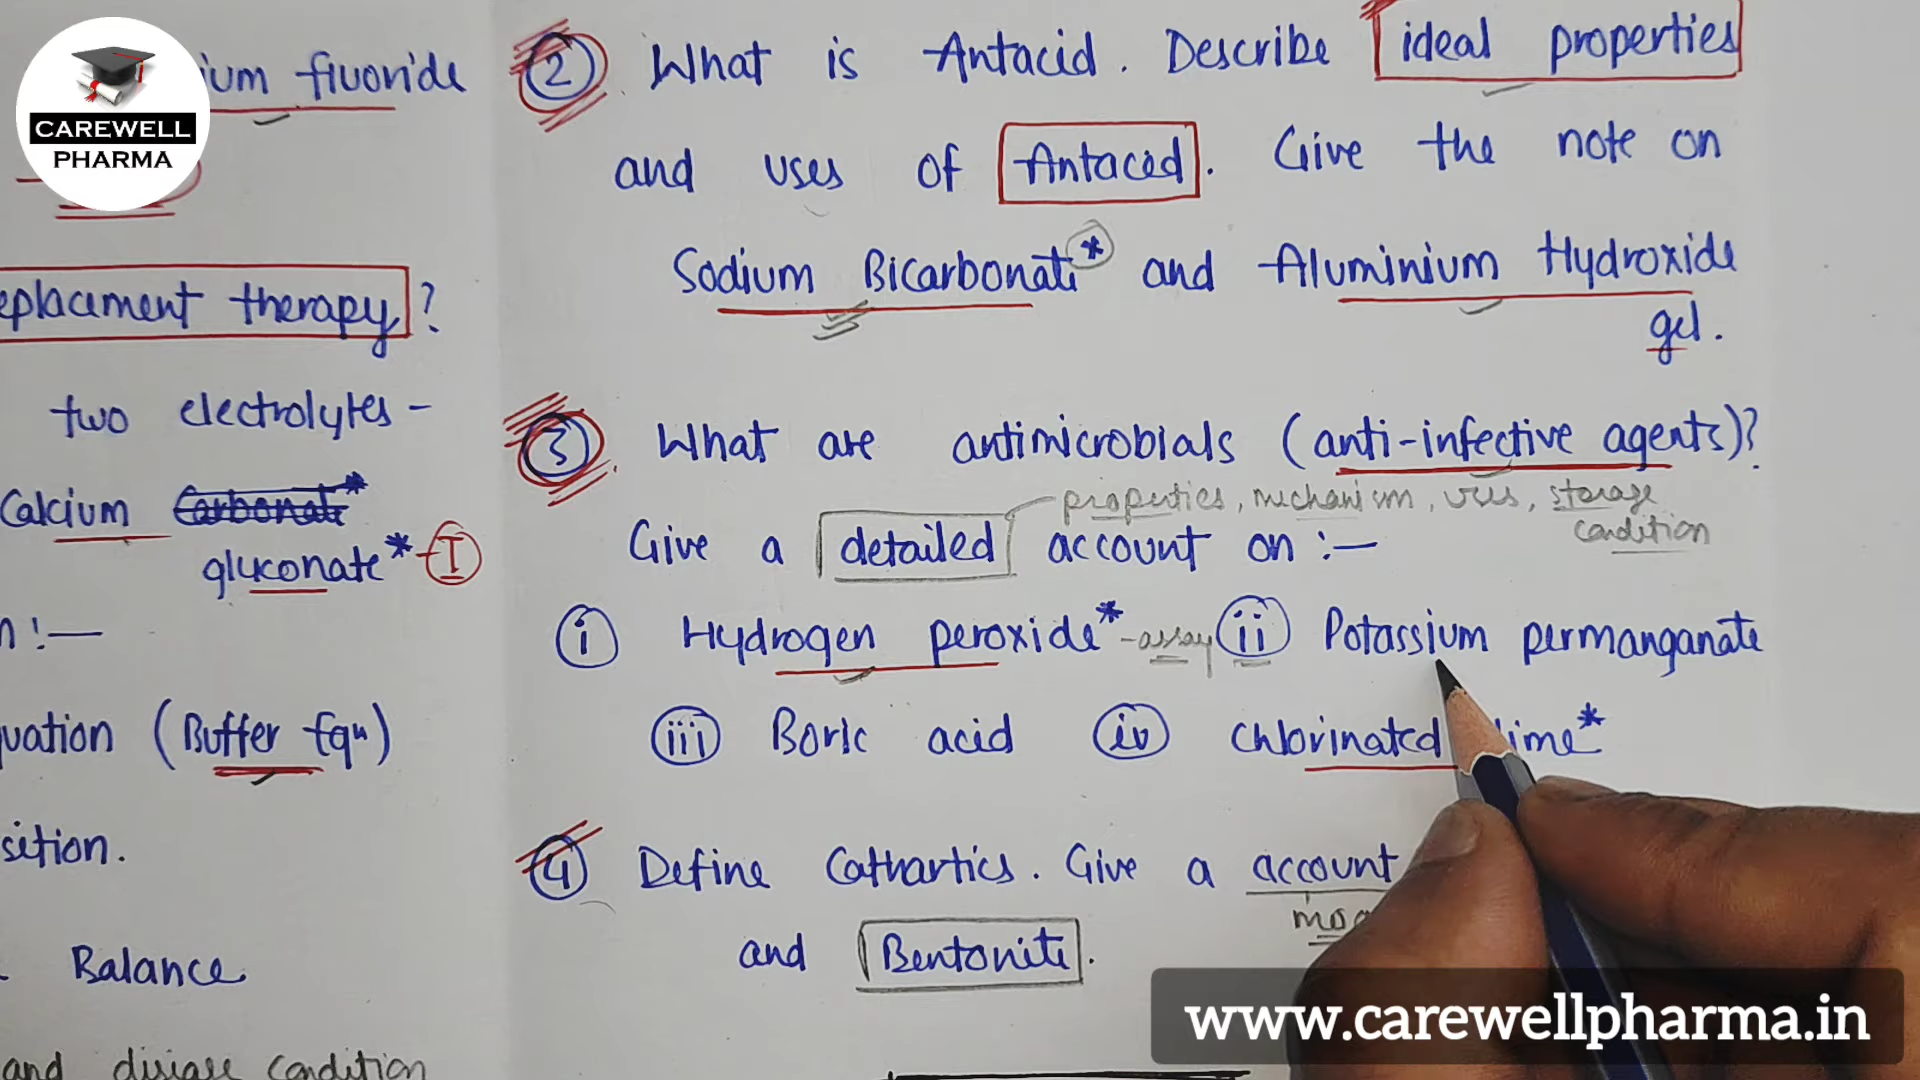 CAREWELL
PHARMA
ium fluoride
eplacement therapy ?
two electrolytes -
Calcium
gluconate* - I
n :—
quation (Buffer Eqn)
sition.
Balance
and disease condition
2 What is Antacid. Describe ideal properties
and uses of Antacid. Give the note on
Sodium Bicarbonate* and Aluminium Hydroxide
gel.
3 What are antimicrobials (anti-infective agents)?
properties, mechanism, uses, storage
condition
Give a detailed account on :—
i Hydrogen peroxide* - assay ii Potassium permanganate
iii Boric acid iv Chlorinated lime*
4 Define Cathartics. Give a account
and Bentonite.
www.carewellpharma.in